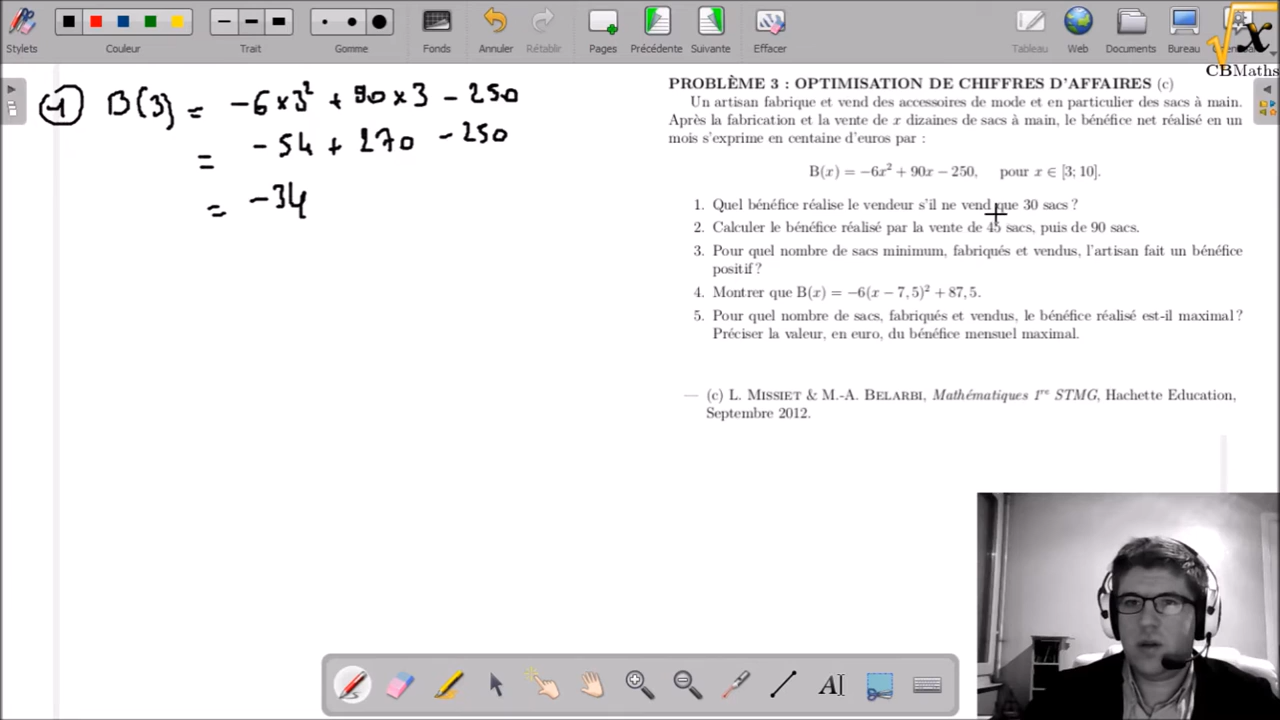 Stylets
Couleur
Trait
Gomme
Fonds
Annuler
Rétablir
Pages
Précédente
Suivante
Effacer
Tableau
Web
Documents
Bureau
√x
CBMaths
1 B(3) = -6×3² + 90×3 - 250
= -54 + 270 - 250
= -34
PROBLÈME 3 : OPTIMISATION DE CHIFFRES D'AFFAIRES (c)
Un artisan fabrique et vend des accessoires de mode et en particulier des sacs à main.
Après la fabrication et la vente de x dizaines de sacs à main, le bénéfice net réalisé en un
mois s'exprime en centaine d'euros par :
B(x) = −6x² + 90x − 250, pour x ∈ [3; 10].
1. Quel bénéfice réalise le vendeur s'il ne vend que 30 sacs ?
2. Calculer le bénéfice réalisé par la vente de 45 sacs, puis de 90 sacs.
3. Pour quel nombre de sacs minimum, fabriqués et vendus, l'artisan fait un bénéfice
positif ?
4. Montrer que B(x) = −6(x − 7, 5)² + 87, 5.
5. Pour quel nombre de sacs, fabriqués et vendus, le bénéfice réalisé est-il maximal ?
Préciser la valeur, en euro, du bénéfice mensuel maximal.
— (c) L. MISSIET & M.-A. BELARBI, Mathématiques 1re STMG, Hachette Education,
Septembre 2012.
AI